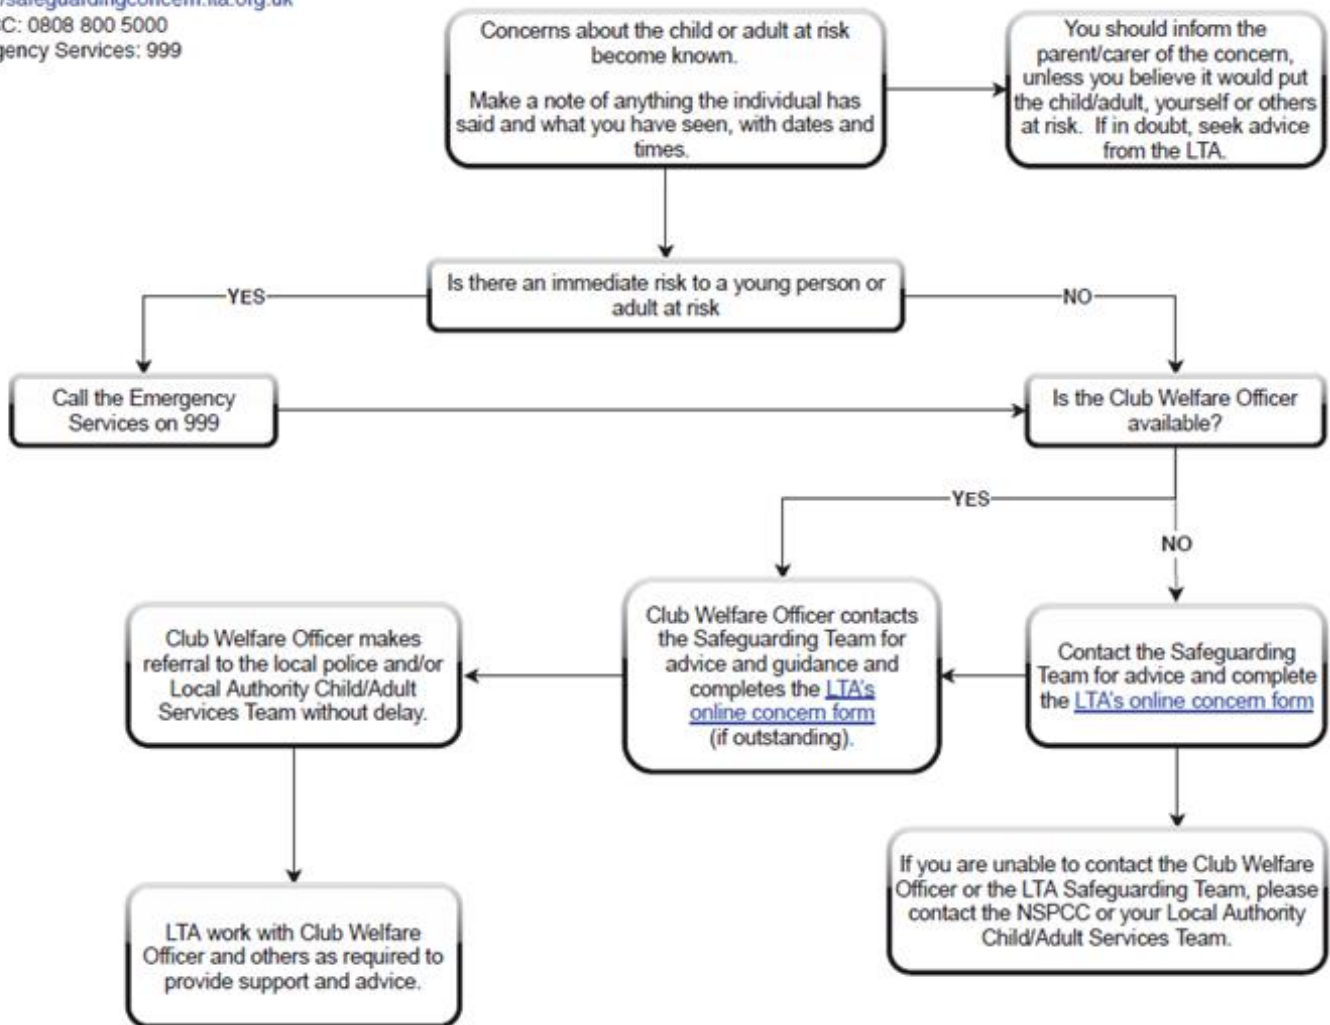 safeguardingconcern.lta.org.uk
C: 0808 800 5000
gency Services: 999
Concerns about the child or adult at risk
become known.
Make a note of anything the individual has
said and what you have seen, with dates and
times.
You should inform the
parent/carer of the concern,
unless you believe it would put
the child/adult, yourself or others
at risk. If in doubt, seek advice
from the LTA.
Is there an immediate risk to a young person or
adult at risk
YES
NO
Call the Emergency
Services on 999
Is the Club Welfare Officer
available?
YES
NO
Club Welfare Officer makes
referral to the local police and/or
Local Authority Child/Adult
Services Team without delay.
Club Welfare Officer contacts
the Safeguarding Team for
advice and guidance and
completes the LTA's
online concern form
(if outstanding).
Contact the Safeguarding
Team for advice and complete
the LTA's online concern form
If you are unable to contact the Club Welfare
Officer or the LTA Safeguarding Team, please
contact the NSPCC or your Local Authority
Child/Adult Services Team.
LTA work with Club Welfare
Officer and others as required to
provide support and advice.